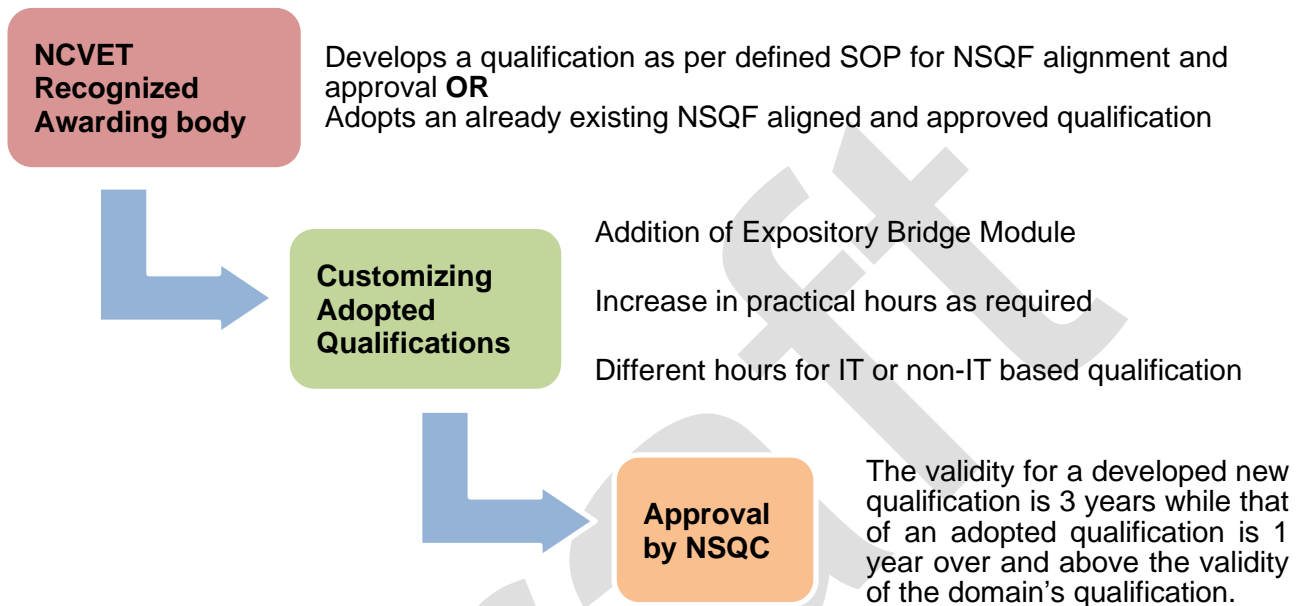 NCVET
Recognized
Awarding body
Develops a qualification as per defined SOP for NSQF alignment and
approval OR
Adopts an already existing NSQF aligned and approved qualification
Customizing
Adopted
Qualifications
Addition of Expository Bridge Module
Increase in practical hours as required
Different hours for IT or non-IT based qualification
Approval
by NSQC
The validity for a developed new
qualification is 3 years while that
of an adopted qualification is 1
year over and above the validity
of the domain's qualification.